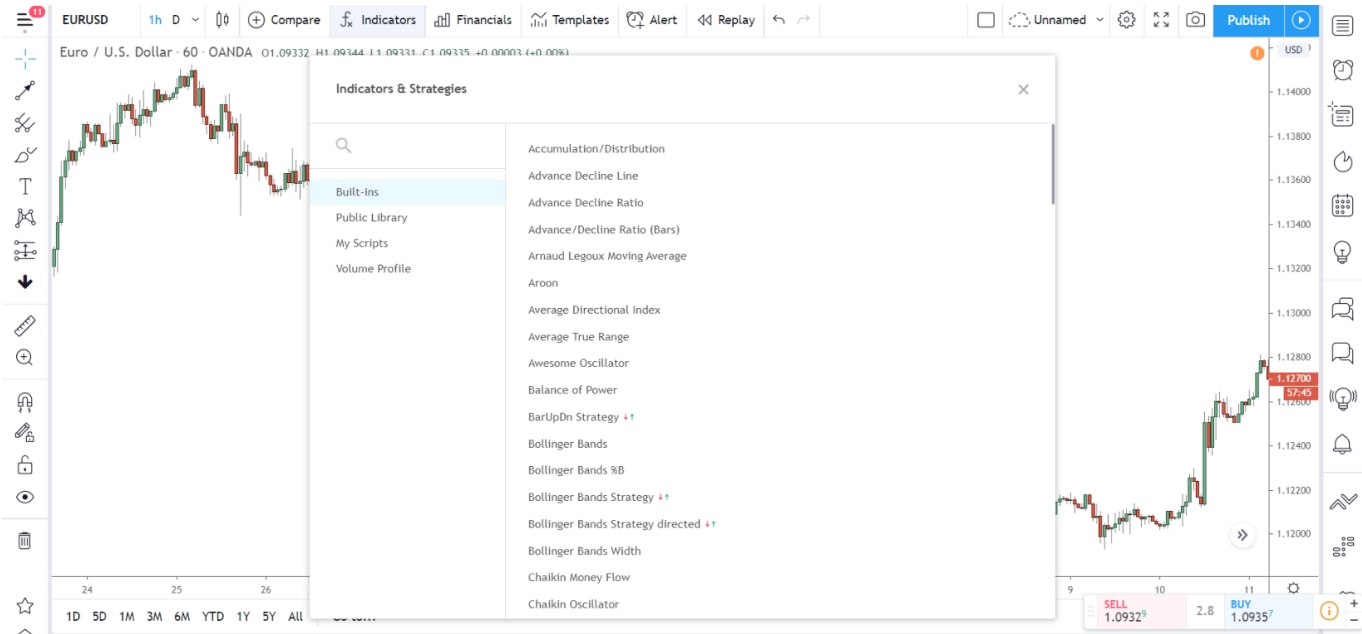 11
EURUSD 1h D Compare Indicators Financials Templates Alert Replay Unnamed Publish
Euro / U.S. Dollar · 60 · OANDA O1.09332 H1.09344 L1.09331 C1.09335 +0.00003 (+0.00%)
USD
Indicators & Strategies
Built-ins
Public Library
My Scripts
Volume Profile
Accumulation/Distribution
Advance Decline Line
Advance Decline Ratio
Advance/Decline Ratio (Bars)
Arnaud Legoux Moving Average
Aroon
Average Directional Index
Average True Range
Awesome Oscillator
Balance of Power
BarUpDn Strategy
Bollinger Bands
Bollinger Bands %B
Bollinger Bands Strategy
Bollinger Bands Strategy directed
Bollinger Bands Width
Chaikin Money Flow
Chaikin Oscillator
1.14000
1.13800
1.13600
1.13400
1.13200
1.13000
1.12800
1.12700
57:45
1.12600
1.12400
1.12200
1.12000
24 25 26 9 10 11
1D 5D 1M 3M 6M YTD 1Y 5Y All
SELL
1.09329
2.8
BUY
1.09357